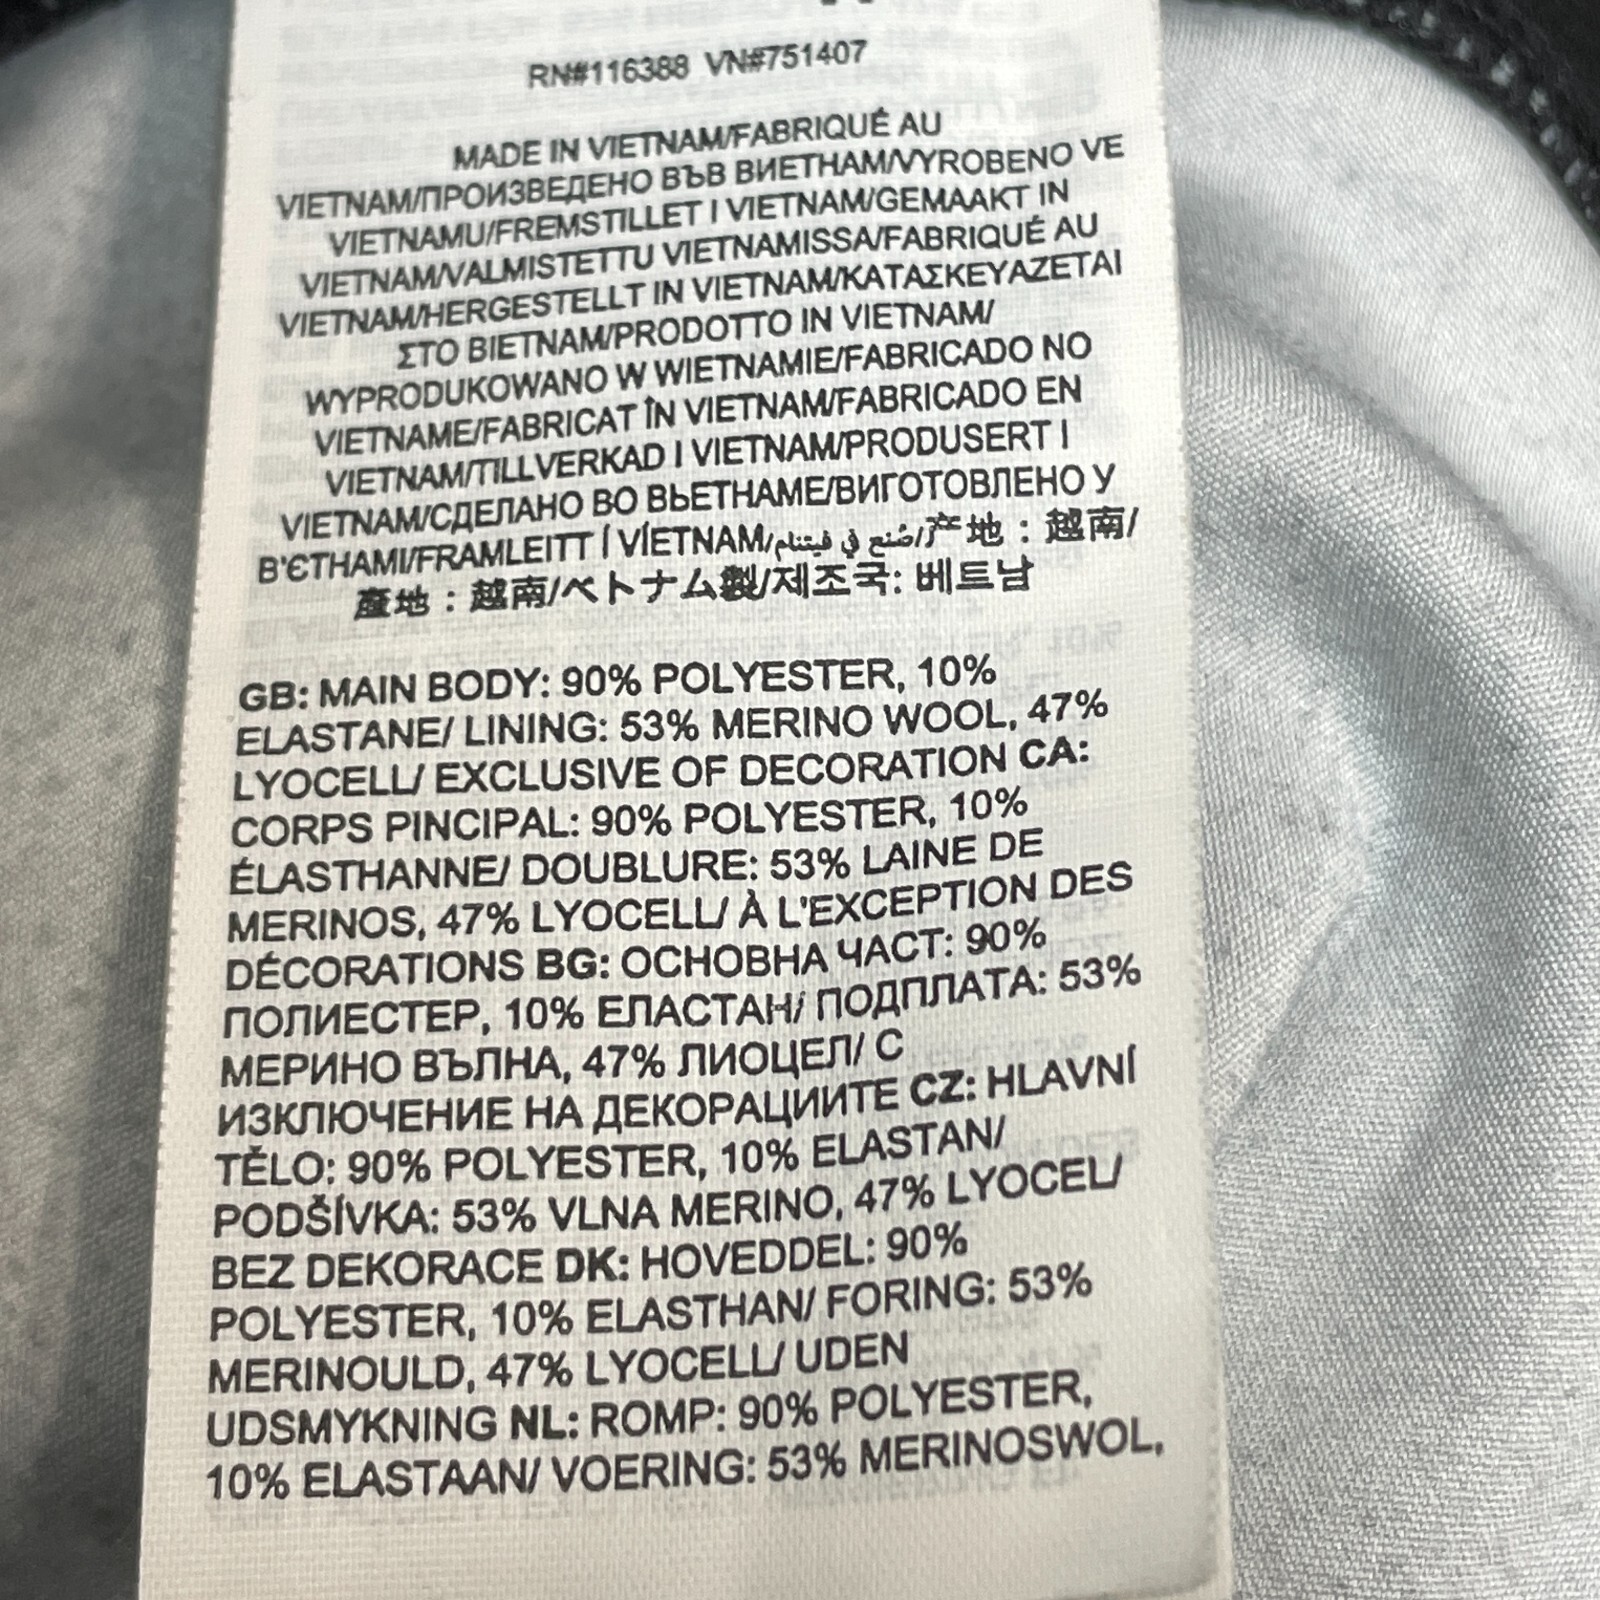 RN#116388 VN#751407
MADE IN VIETNAM/FABRIQUÉ AU
VIETNAM/ПРОИЗВЕДЕНО ВЪВ ВИЕТНАМ/VYROBENO VE
VIETNAMU/FREMSTILLET I VIETNAM/GEMAAKT IN
VIETNAM/VALMISTETTU VIETNAMISSA/FABRIQUÉ AU
VIETNAM/HERGESTELLT IN VIETNAM/ΚΑΤΑΣΚΕΥΑΖΕΤΑΙ
ΣΤΟ ΒΙΕΤΝΑΜ/PRODOTTO IN VIETNAM/
WYPRODUKOWANO W WIETNAMIE/FABRICADO NO
VIETNAME/FABRICAT ÎN VIETNAM/FABRICADO EN
VIETNAM/TILLVERKAD I VIETNAM/PRODUSERT I
VIETNAM/СДЕЛАНО ВО ВЬЕТНАМЕ/ВИГОТОВЛЕНО У
В'ЄТНАМІ/FRAMLEITT Í VÍETNAM/صُنع في فيتنام/产地：越南/
產地：越南/ベトナム製/제조국: 베트남
GB: MAIN BODY: 90% POLYESTER, 10%
ELASTANE/ LINING: 53% MERINO WOOL, 47%
LYOCELL/ EXCLUSIVE OF DECORATION CA:
CORPS PINCIPAL: 90% POLYESTER, 10%
ÉLASTHANNE/ DOUBLURE: 53% LAINE DE
MERINOS, 47% LYOCELL/ À L'EXCEPTION DES
DÉCORATIONS BG: ОСНОВНА ЧАСТ: 90%
ПОЛИЕСТЕР, 10% ЕЛАСТАН/ ПОДПЛАТА: 53%
МЕРИНО ВЪЛНА, 47% ЛИОЦЕЛ/ С
ИЗКЛЮЧЕНИЕ НА ДЕКОРАЦИИТЕ CZ: HLAVNÍ
TĚLO: 90% POLYESTER, 10% ELASTAN/
PODŠÍVKA: 53% VLNA MERINO, 47% LYOCEL/
BEZ DEKORACE DK: HOVEDDEL: 90%
POLYESTER, 10% ELASTHAN/ FORING: 53%
MERINOULD, 47% LYOCELL/ UDEN
UDSMYKNING NL: ROMP: 90% POLYESTER,
10% ELASTAAN/ VOERING: 53% MERINOSWOL,